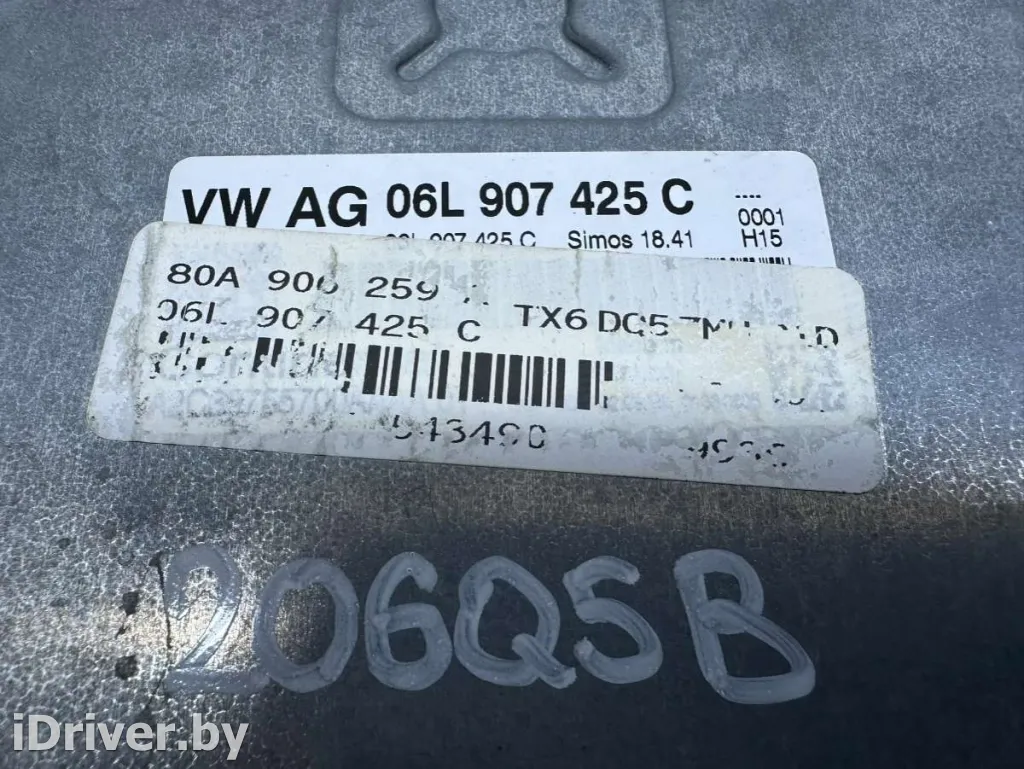 VW AG 06L 907 425 C
0001
06L 907 425 C Simos 18.41 H15
80A 906 259
06L 907 425 C TX6 DQ5
543490
206Q5B
iDriver.by